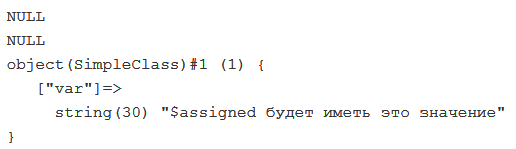 NULL
NULL
object(SimpleClass)#1 (1) {
   ["var"]=>
     string(30) "$assigned будет иметь это значение"
}